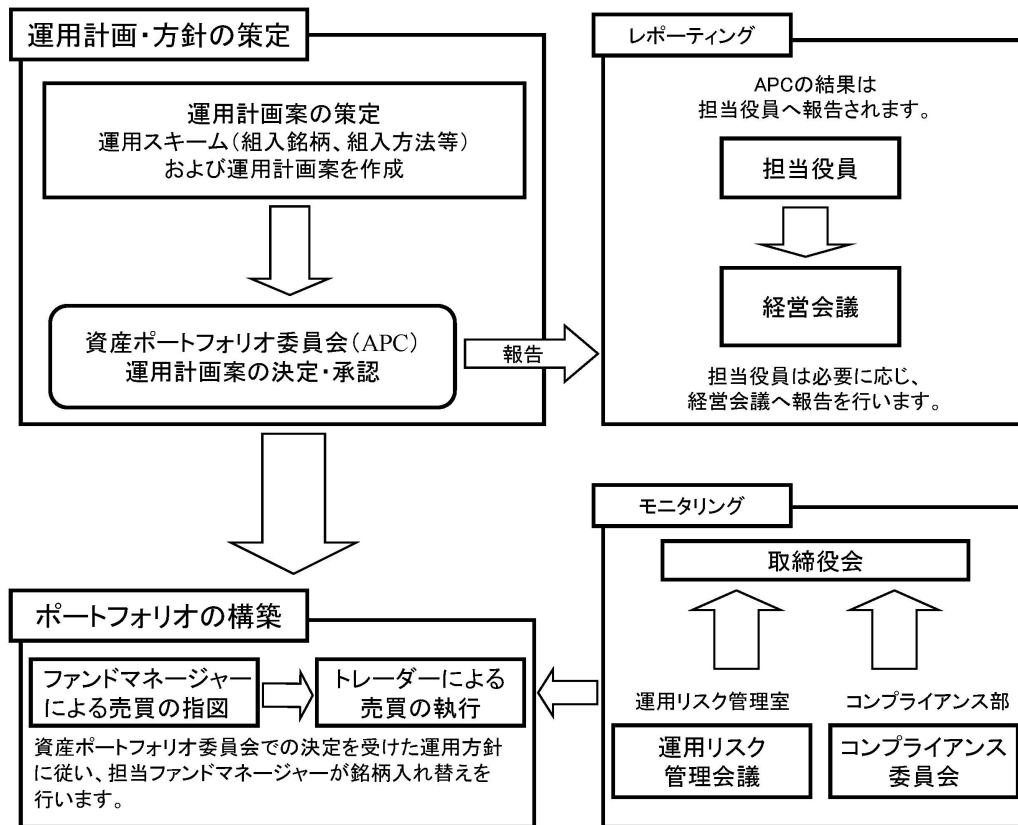 運用計画・方針の策定
運用計画案の策定
運用スキーム(組入銘柄、組入方法等)
および運用計画案を作成
資産ポートフォリオ委員会(APC)
運用計画案の決定・承認
報告
レポーティング
APCの結果は
担当役員へ報告されます。
担当役員
経営会議
担当役員は必要に応じ、
経営会議へ報告を行います。
ポートフォリオの構築
ファンドマネージャー
による売買の指図
トレーダーによる
売買の執行
資産ポートフォリオ委員会での決定を受けた運用方針
に従い、担当ファンドマネージャーが銘柄入れ替えを
行います。
モニタリング
取締役会
運用リスク管理室
運用リスク
管理会議
コンプライアンス部
コンプライアンス
委員会